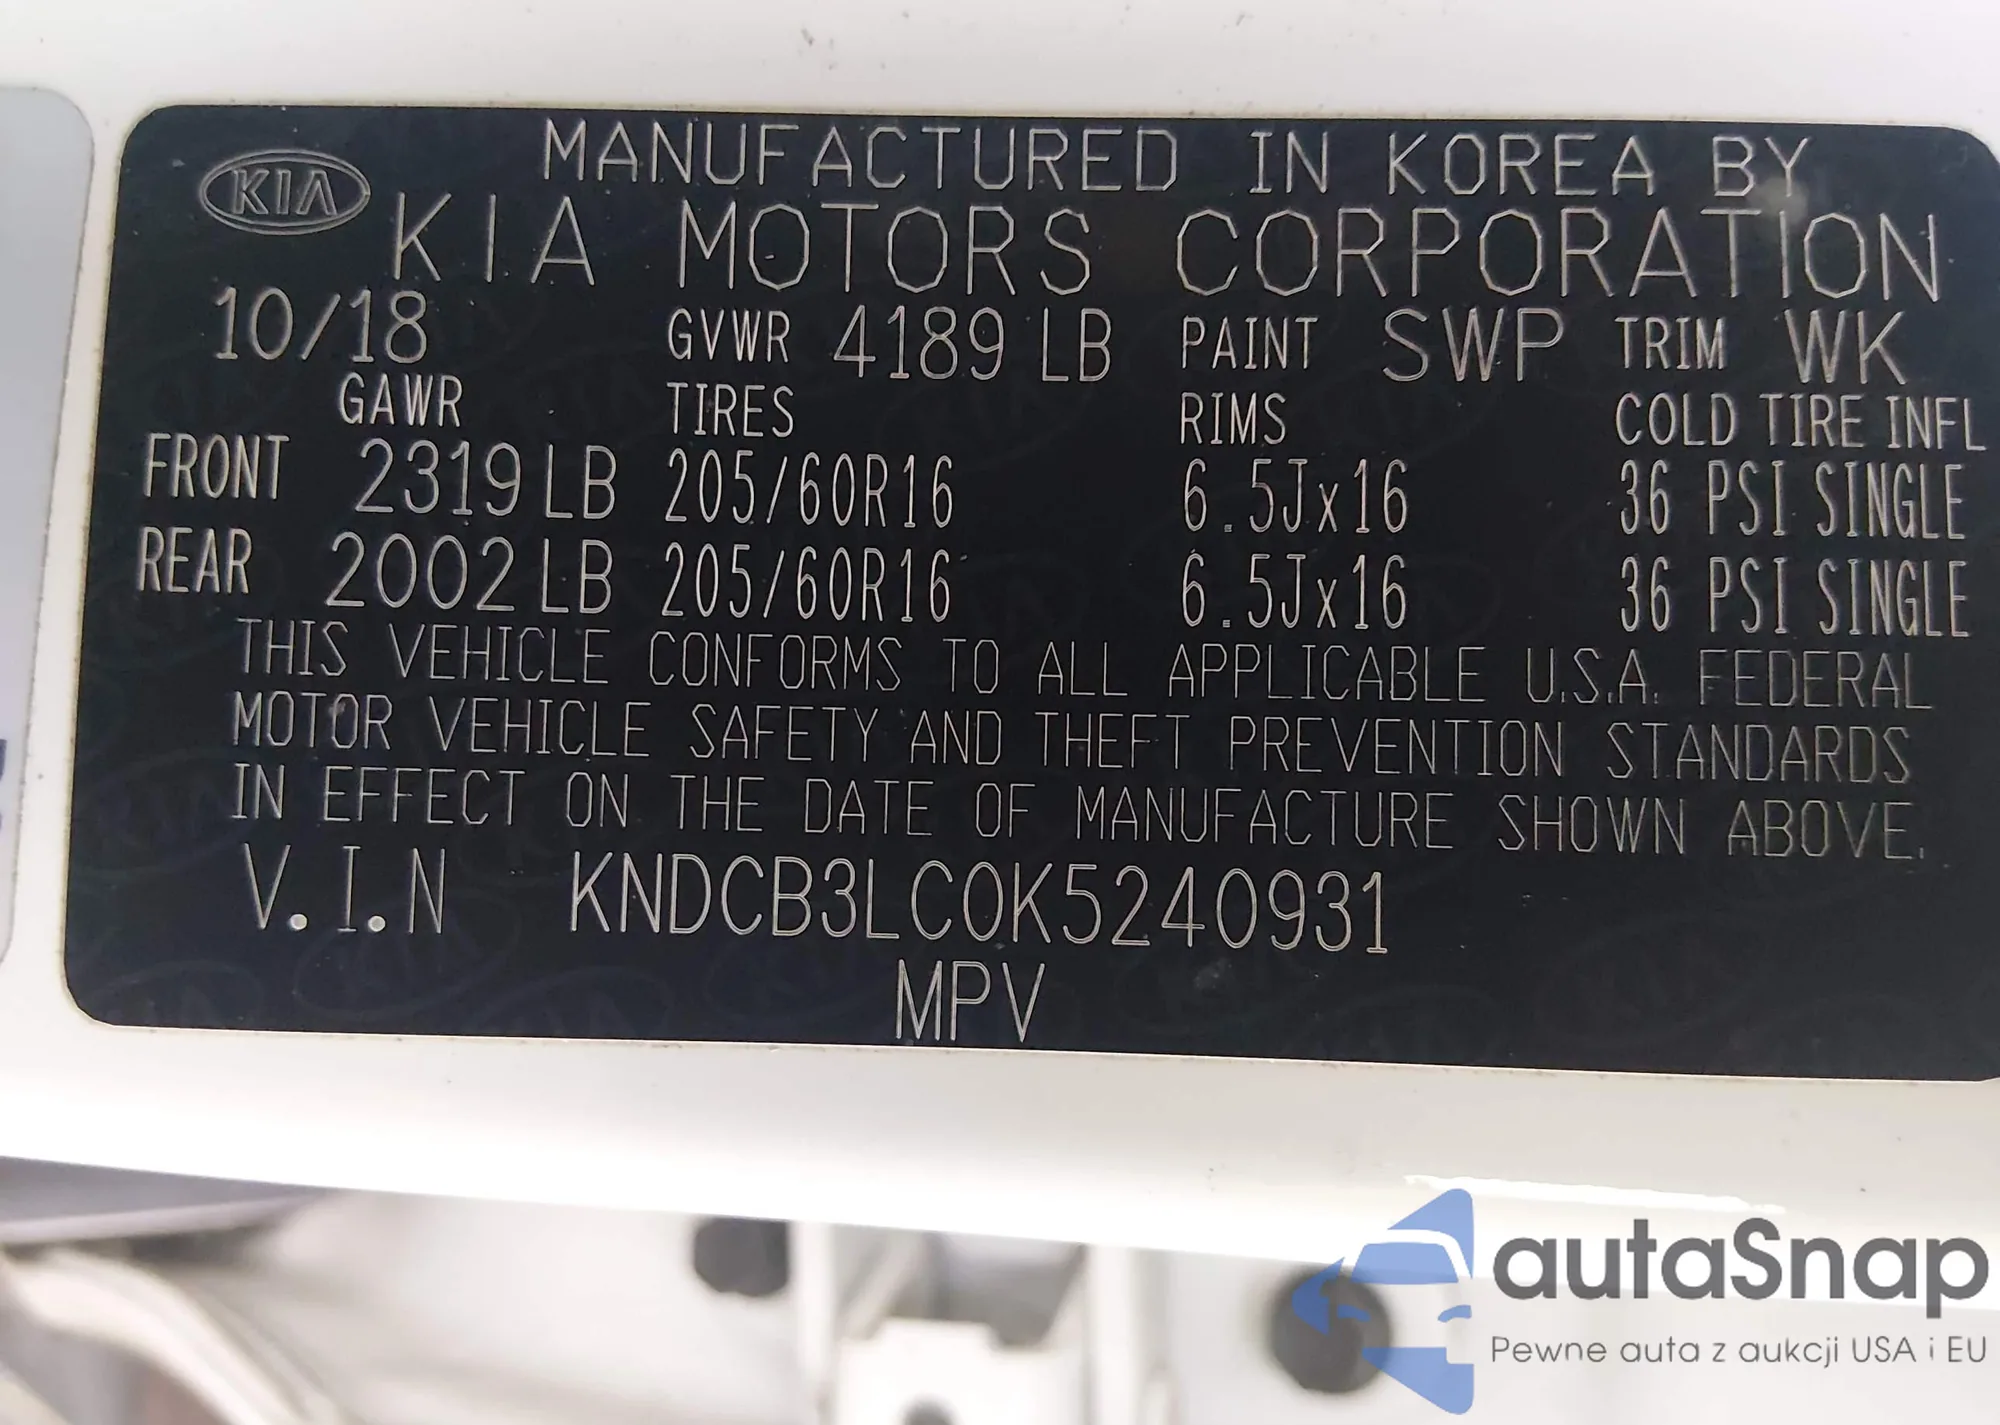 KIA
MANUFACTURED IN KOREA BY
KIA MOTORS CORPORATION
10/18 GVWR 4189 LB PAINT SWP TRIM WK
GAWR TIRES RIMS COLD TIRE INFL
FRONT 2319 LB 205/60R16 6.5Jx16 36 PSI SINGLE
REAR 2002 LB 205/60R16 6.5Jx16 36 PSI SINGLE
THIS VEHICLE CONFORMS TO ALL APPLICABLE U.S.A. FEDERAL
MOTOR VEHICLE SAFETY AND THEFT PREVENTION STANDARDS
IN EFFECT ON THE DATE OF MANUFACTURE SHOWN ABOVE.
V.I.N KNDCB3LC0K5240931
MPV
autaSnap
Pewne auta z aukcji USA i EU